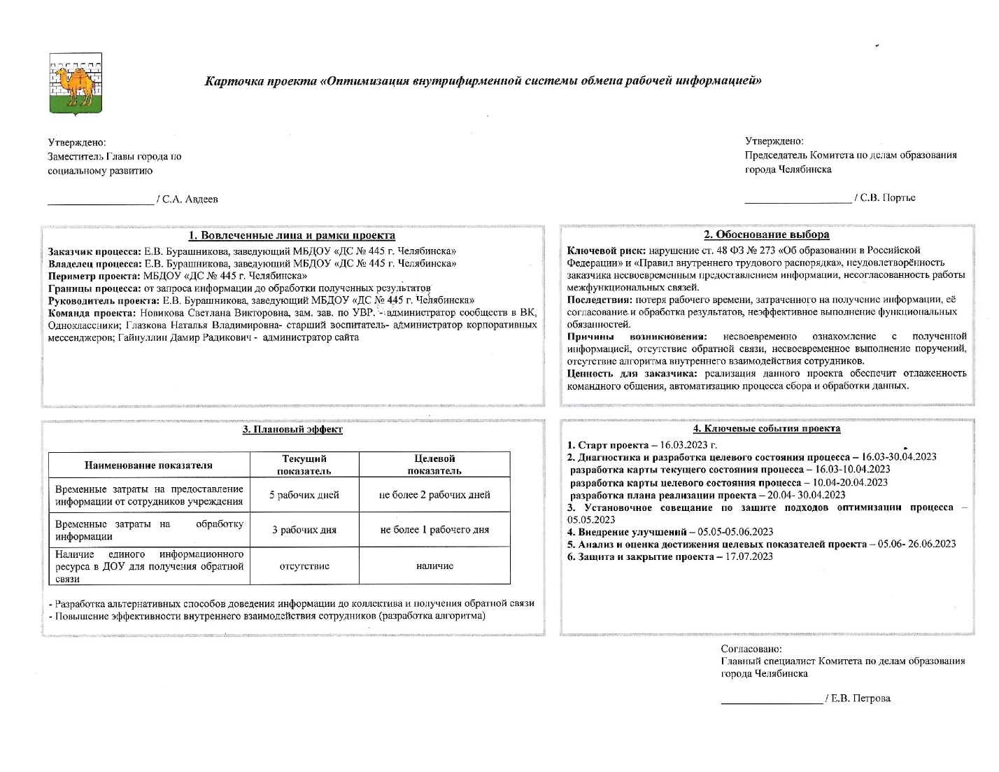 Карточка проекта «Оптимизация внутрифирменной системы обмена рабочей информацией»
Утверждено:
Заместитель Главы города по
социальному развитию
____________________ / С.А. Авдеев
Утверждено:
Председатель Комитета по делам образования
города Челябинска
____________________ / С.В. Портье
1. Вовлеченные лица и рамки проекта
Заказчик процесса: Е.В. Бурашникова, заведующий МБДОУ «ДС № 445 г. Челябинска»
Владелец процесса: Е.В. Бурашникова, заведующий МБДОУ «ДС № 445 г. Челябинска»
Периметр проекта: МБДОУ «ДС № 445 г. Челябинска»
Границы процесса: от запроса информации до обработки полученных результатов
Руководитель проекта: Е.В. Бурашникова, заведующий МБДОУ «ДС № 445 г. Челябинска»
Команда проекта: Новикова Светлана Викторовна, зам. зав. по УВР. - администратор сообществ в ВК,
Одноклассники; Глазкова Наталья Владимировна- старший воспитатель- администратор корпоративных
мессенджеров; Гайнуллин Дамир Радикович - администратор сайта
2. Обоснование выбора
Ключевой риск: нарушение ст. 48 ФЗ № 273 «Об образовании в Российской
Федерации» и «Правил внутреннего трудового распорядка», неудовлетворённость
заказчика несвоевременным предоставлением информации, несогласованность работы
межфункциональных связей.
Последствия: потеря рабочего времени, затраченного на получение информации, её
согласование и обработка результатов, неэффективное выполнение функциональных
обязанностей.
Причины возникновения: несвоевременно ознакомление с полученной
информацией, отсутствие обратной связи, несвоевременное выполнение поручений,
отсутствие алгоритма внутреннего взаимодействия сотрудников.
Ценность для заказчика: реализация данного проекта обеспечит отлаженность
командного общения, автоматизацию процесса сбора и обработки данных.
3. Плановый эффект
Наименование показателя
Текущий
показатель
Целевой
показатель
Временные затраты на предоставление
информации от сотрудников учреждения
5 рабочих дней
не более 2 рабочих дней
Временные затраты на обработку
информации
3 рабочих дня
не более 1 рабочего дня
Наличие единого информационного
ресурса в ДОУ для получения обратной
связи
отсутствие
наличие
- Разработка альтернативных способов доведения информации до коллектива и получения обратной связи
- Повышение эффективности внутреннего взаимодействия сотрудников (разработка алгоритма)
4. Ключевые события проекта
1. Старт проекта – 16.03.2023 г.
2. Диагностика и разработка целевого состояния процесса – 16.03-30.04.2023
разработка карты текущего состояния процесса – 16.03-10.04.2023
разработка карты целевого состояния процесса – 10.04-20.04.2023
разработка плана реализации проекта – 20.04- 30.04.2023
3. Установочное совещание по защите подходов оптимизации процесса –
05.05.2023
4. Внедрение улучшений – 05.05-05.06.2023
5. Анализ и оценка достижения целевых показателей проекта – 05.06- 26.06.2023
6. Защита и закрытие проекта – 17.07.2023
Согласовано:
Главный специалист Комитета по делам образования
города Челябинска
____________________ / Е.В. Петрова